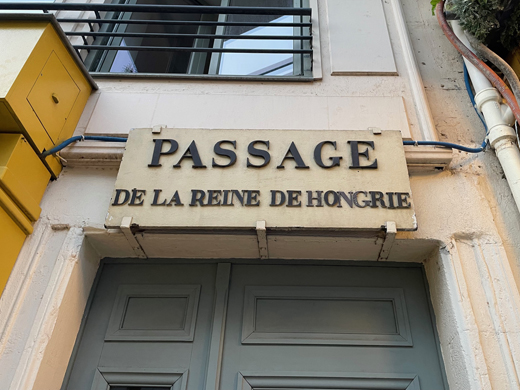 PASSAGE
DE LA REINE DE HONGRIE